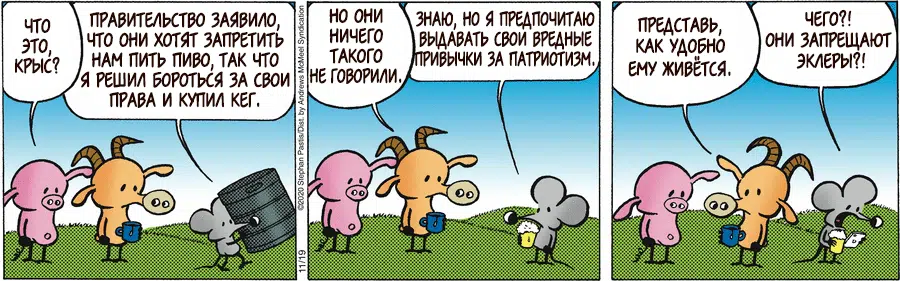 ЧТО
ЭТО,
КРЫС?
ПРАВИТЕЛЬСТВО ЗАЯВИЛО,
ЧТО ОНИ ХОТЯТ ЗАПРЕТИТЬ
НАМ ПИТЬ ПИВО, ТАК ЧТО
Я РЕШИЛ БОРОТЬСЯ ЗА СВОИ
ПРАВА И КУПИЛ КЕГ.
11/19
©2020 Stephan Pastis/Dist. by Andrews McMeel Syndication
НО ОНИ
НИЧЕГО
ТАКОГО
НЕ ГОВОРИЛИ.
ЗНАЮ, НО Я ПРЕДПОЧИТАЮ
ВЫДАВАТЬ СВОИ ВРЕДНЫЕ
ПРИВЫЧКИ ЗА ПАТРИОТИЗМ.
ПРЕДСТАВЬ,
КАК УДОБНО
ЕМУ ЖИВЁТСЯ.
ЧЕГО?!
ОНИ ЗАПРЕЩАЮТ
ЭКЛЕРЫ?!